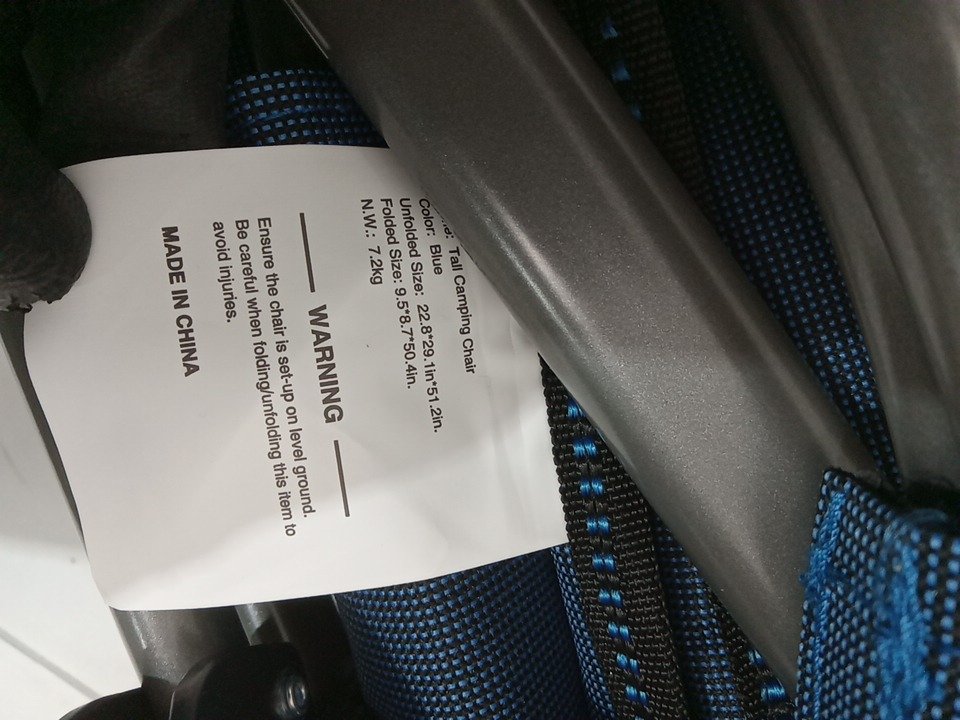 Tall Camping Chair
Color: Blue
Unfolded Size: 22.8*29.1in*51.2in.
Folded Size: 9.5*8.7*50.4in.
N.W.: 7.2kg
WARNING
Ensure the chair is set-up on level ground.
Be careful when folding/unfolding this item to
avoid injuries.
MADE IN CHINA